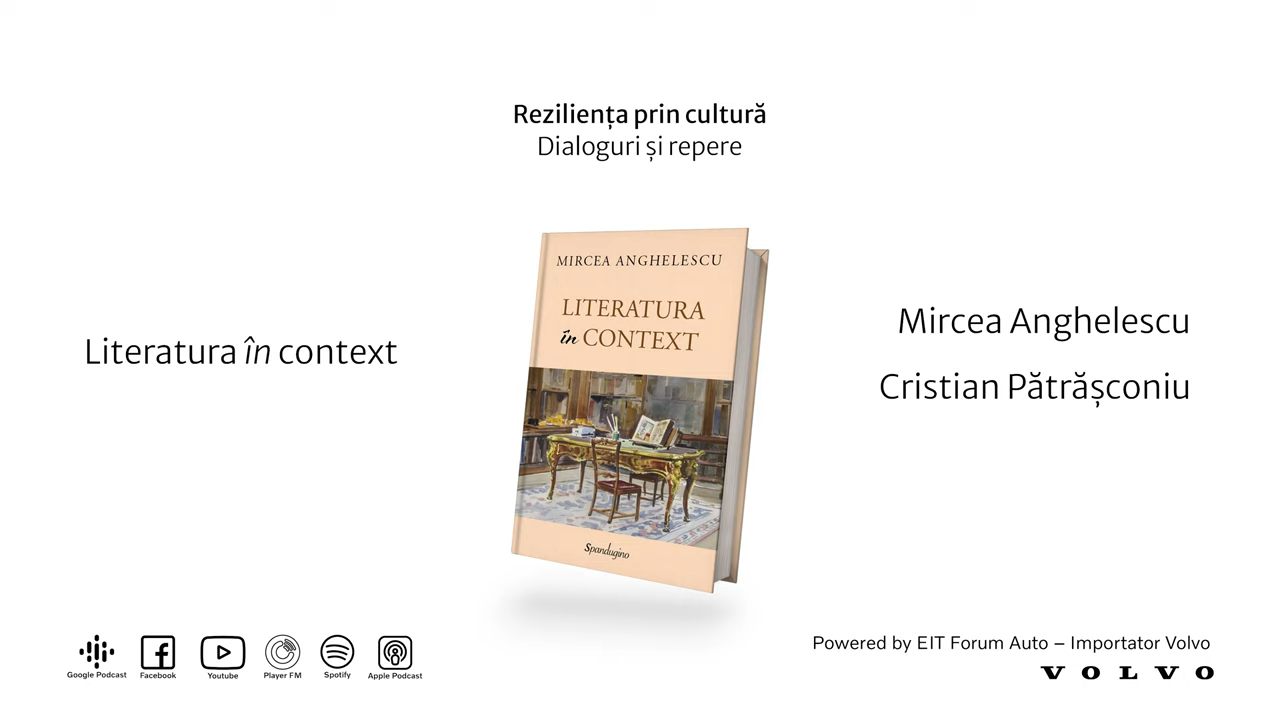 Reziliența prin cultură
Dialoguri și repere
Literatura în context
MIRCEA ANGHELESCU
LITERATURA
în CONTEXT
Spandugino
Mircea Anghelescu
Cristian Pătrășconiu
Google Podcast
Facebook
Youtube
Player FM
Spotify
Apple Podcast
Powered by EIT Forum Auto – Importator Volvo
VOLVO